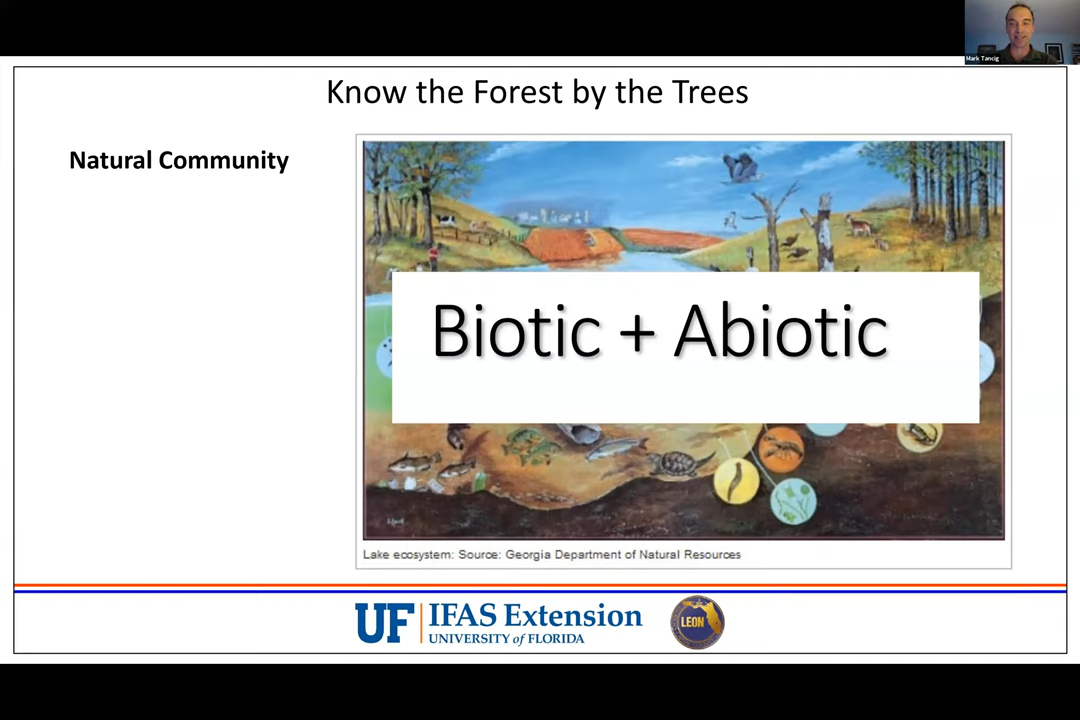 Mark Tancig
Know the Forest by the Trees
Natural Community
Biotic + Abiotic
Lake ecosystem: Source: Georgia Department of Natural Resources
UF IFAS Extension
UNIVERSITY of FLORIDA
LEON